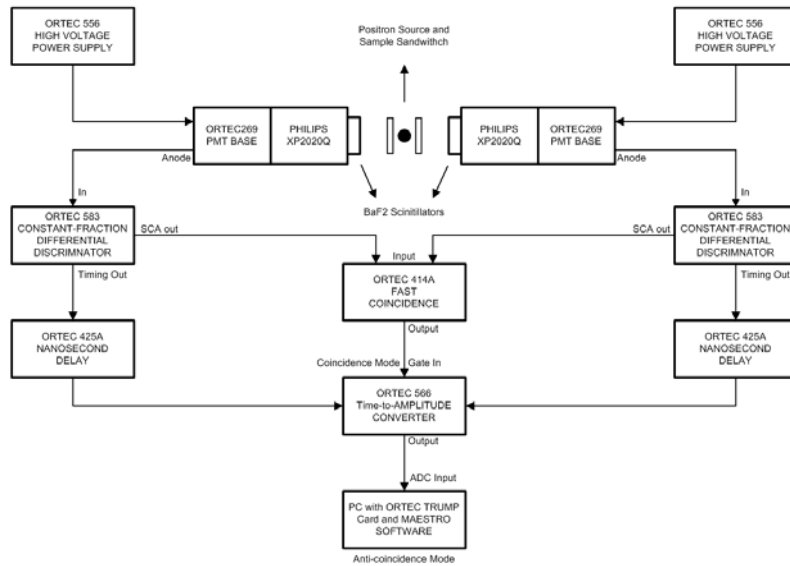 ORTEC 556
HIGH VOLTAGE
POWER SUPPLY
Positron Source and
Sample Sandwithch
ORTEC 556
HIGH VOLTAGE
POWER SUPPLY
ORTEC269
PMT BASE
PHILIPS
XP2020Q
PHILIPS
XP2020Q
ORTEC269
PMT BASE
Anode
Anode
In
In
BaF2 Scinitillators
ORTEC 583
CONSTANT-FRACTION
DIFFERENTIAL
DISCRIMNATOR
SCA out
SCA out
ORTEC 583
CONSTANT-FRACTION
DIFFERENTIAL
DISCRIMNATOR
Input
Timing Out
ORTEC 414A
FAST
COINCIDENCE
Timing Out
Output
ORTEC 425A
NANOSECOND
DELAY
ORTEC 425A
NANOSECOND
DELAY
Coincidence Mode
Gate In
ORTEC 566
Time-to-AMPLITUDE
CONVERTER
Output
ADC Input
PC with ORTEC TRUMP
Card and MAESTRO
SOFTWARE
Anti-coincidence Mode